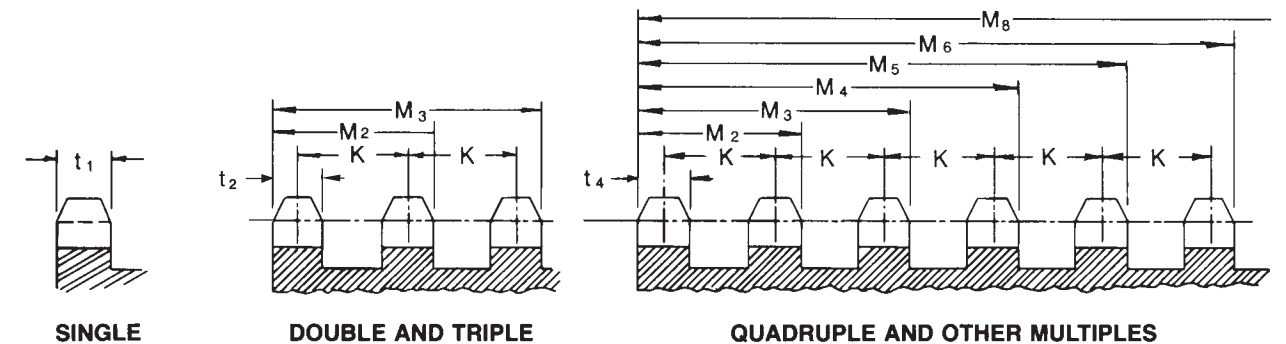 M8
M6
M5
M4
M3
M2
K K K K K
t4
M3
M2
K K
t2
t1
SINGLE
DOUBLE AND TRIPLE
QUADRUPLE AND OTHER MULTIPLES